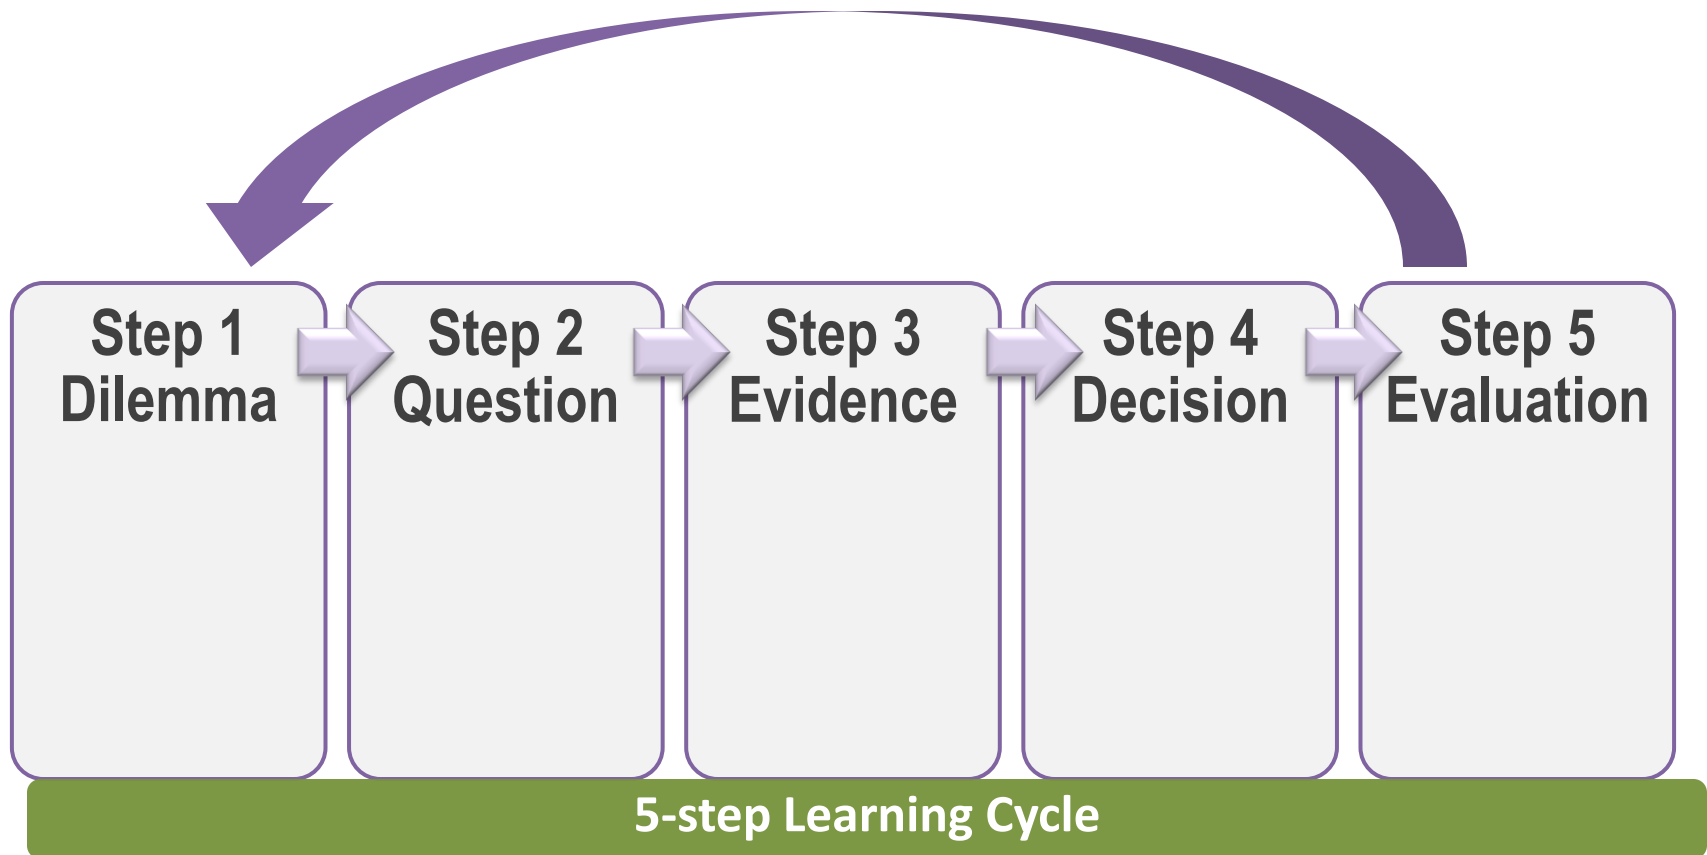 Step 1
Dilemma
Step 2
Question
Step 3
Evidence
Step 4
Decision
Step 5
Evaluation
5-step Learning Cycle